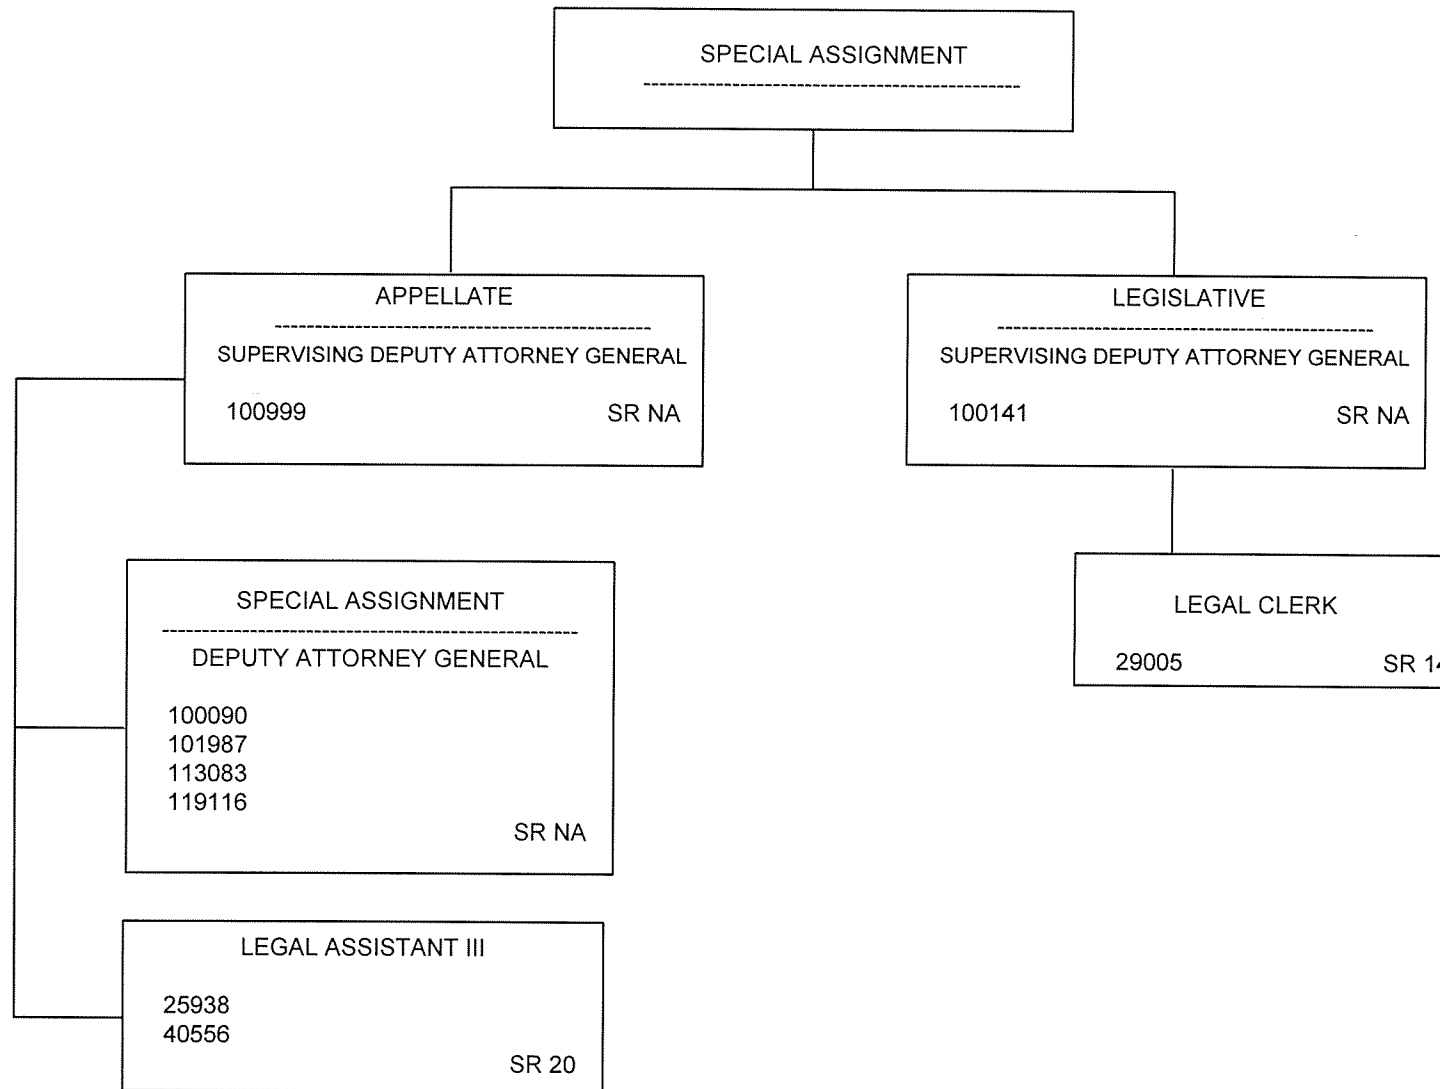 SPECIAL ASSIGNMENT
APPELLATE
SUPERVISING DEPUTY ATTORNEY GENERAL
100999 SR NA
LEGISLATIVE
SUPERVISING DEPUTY ATTORNEY GENERAL
100141 SR NA
SPECIAL ASSIGNMENT
DEPUTY ATTORNEY GENERAL
100090
101987
113083
119116
SR NA
LEGAL CLERK
29005 SR 14
LEGAL ASSISTANT III
25938
40556
SR 20